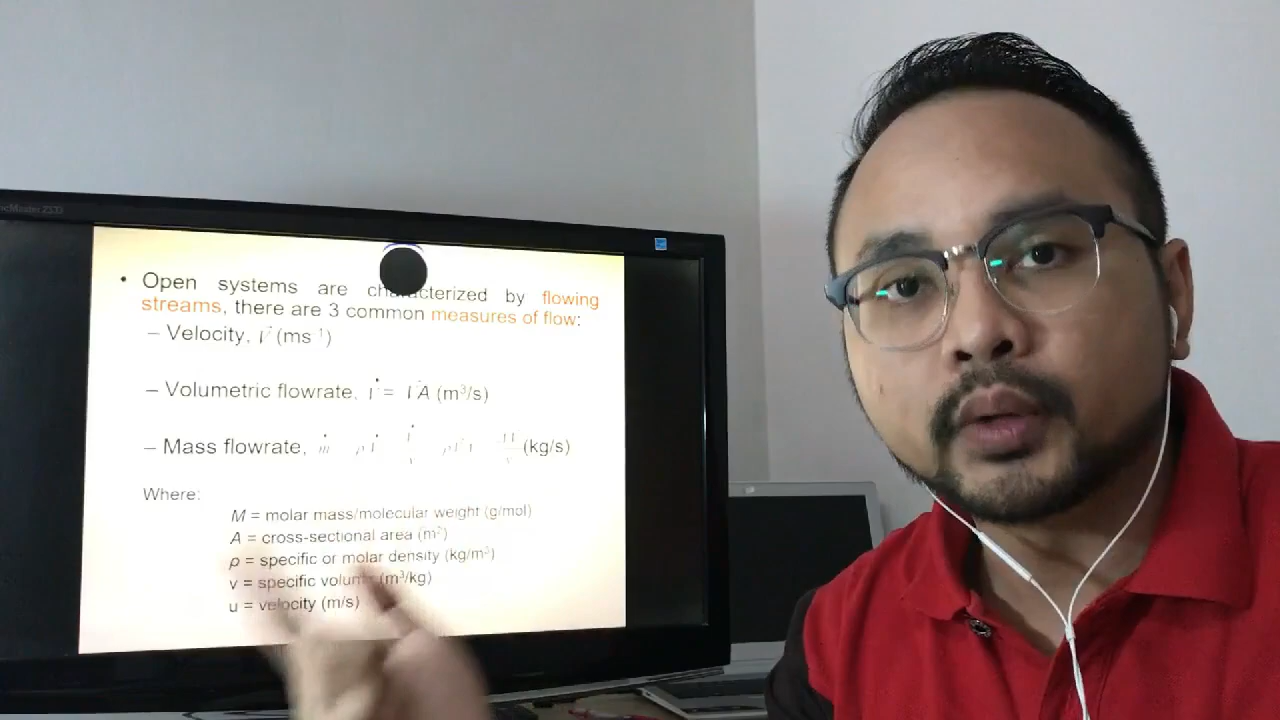 • Open systems are characterized by flowing
streams, there are 3 common measures of flow:
– Velocity, V (ms⁻¹)
– Volumetric flowrate, V̇ = V A (m³/s)
– Mass flowrate, ṁ (kg/s)
Where:
M = molar mass/molecular weight (g/mol)
A = cross-sectional area (m²)
ρ = specific or molar density (kg/m³)
v = specific (m³/kg)
u = velocity (m/s)